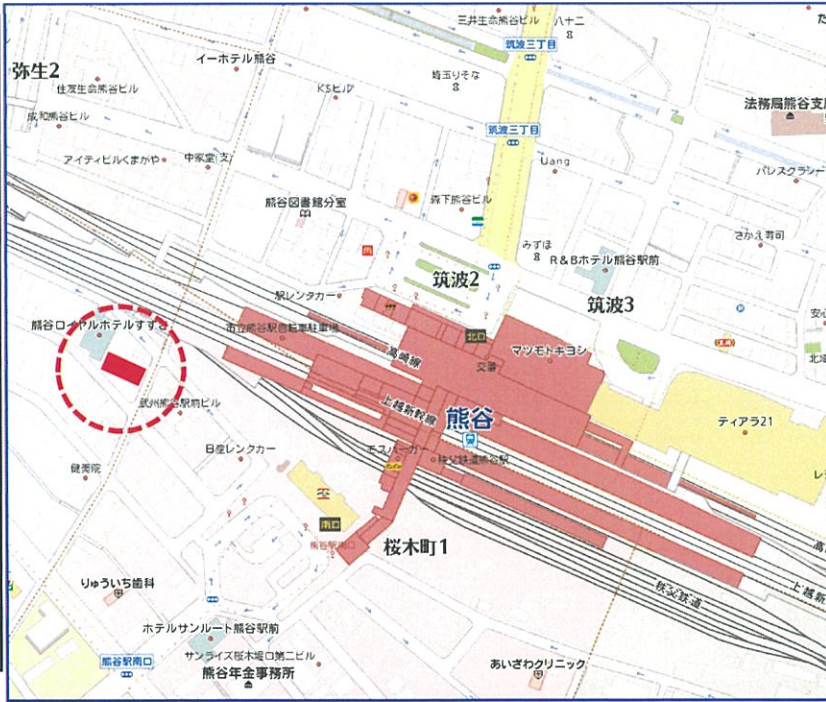 三井生命熊谷ビル
八十二
た
筑波三丁目
弥生2
イーホテル熊谷
住友生命熊谷ビル
KSビル
埼玉りそな
法務局熊谷支
成和熊谷ビル
筑波三丁目
アイティビルくまがや
中家堂(支)
Uang
パレスクラシ
熊谷図書館分室
森下熊谷ビル
さかえ寿司
みずほ
R&Bホテル熊谷駅前
筑波2
筑波3
駅レンタカー
安心
熊谷ロイヤルホテルすずき
市立熊谷駅自転車駐車場
北口
交番
マツモトキヨシ
高崎線
上越新幹線
熊谷
武州熊谷駅前ビル
ティアラ21
日産レンタカー
モスバーガー
秩父鉄道熊谷駅
健美院
レ
南口
熊谷駅南口
桜木町1
高
りゅういち歯科
秩父鉄道
上越新
ホテルサンルート熊谷駅前
熊谷駅南口
サンライズ桜木堤口第二ビル
熊谷年金事務所
あいざわクリニック